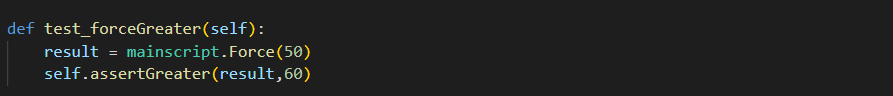 def test_forceGreater(self):
    result = mainscript.Force(50)
    self.assertGreater(result,60)